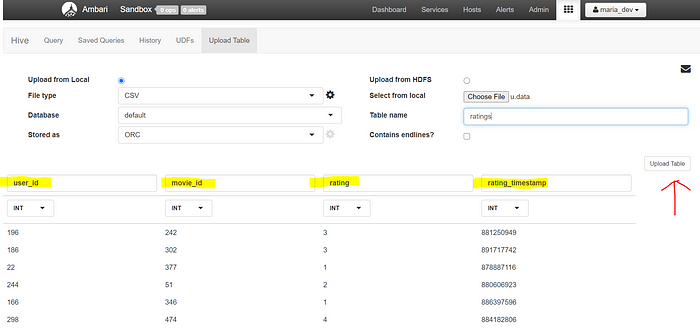 Ambari Sandbox 0 ops 0 alerts Dashboard Services Hosts Alerts Admin maria_dev
Hive Query Saved Queries History UDFs Upload Table
Upload from Local Upload from HDFS
File type CSV Select from local Choose File u.data
Database default Table name ratings
Stored as ORC Contains endlines?
Upload Table
user_id movie_id rating rating_timestamp
INT INT INT INT
196 242 3 881250949
186 302 3 891717742
22 377 1 878887116
244 51 2 880606923
166 346 1 886397596
298 474 4 884182806